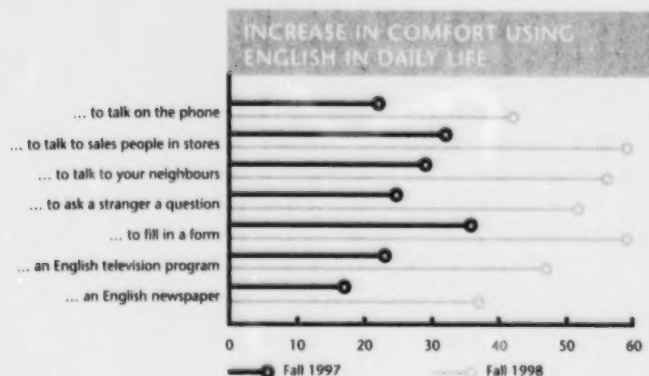 INCREASE IN COMFORT USING
ENGLISH IN DAILY LIFE
... to talk on the phone
... to talk to sales people in stores
... to talk to your neighbours
... to ask a stranger a question
... to fill in a form
... an English television program
... an English newspaper
0 10 20 30 40 50 60
Fall 1997 Fall 1998